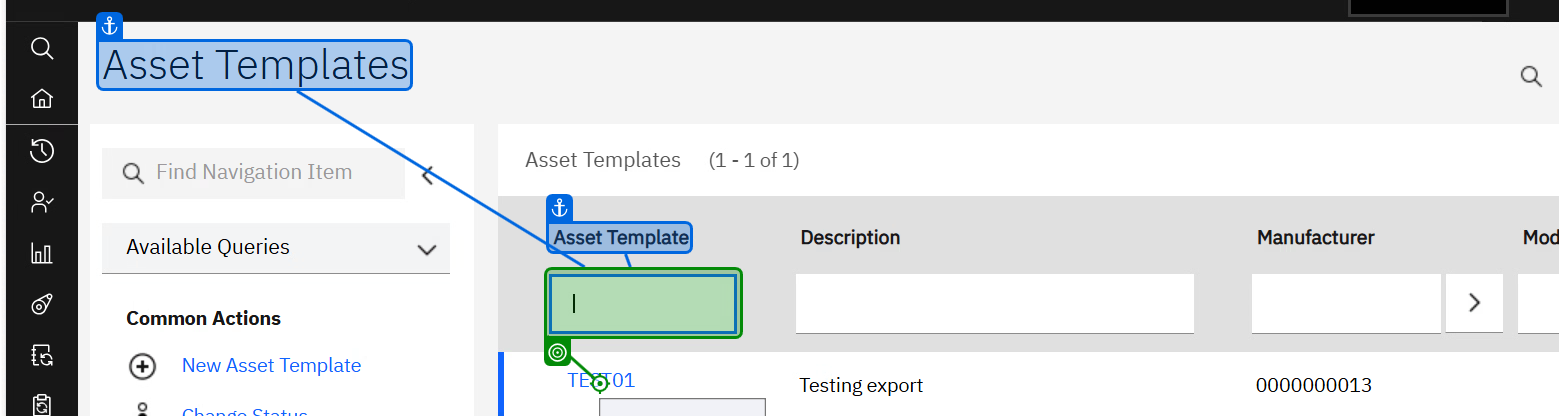 Asset Templates
Find Navigation Item
Available Queries
Common Actions
New Asset Template
Change Status
Asset Templates (1 - 1 of 1)
Asset Template Description Manufacturer Mod
TEST01 Testing export 0000000013